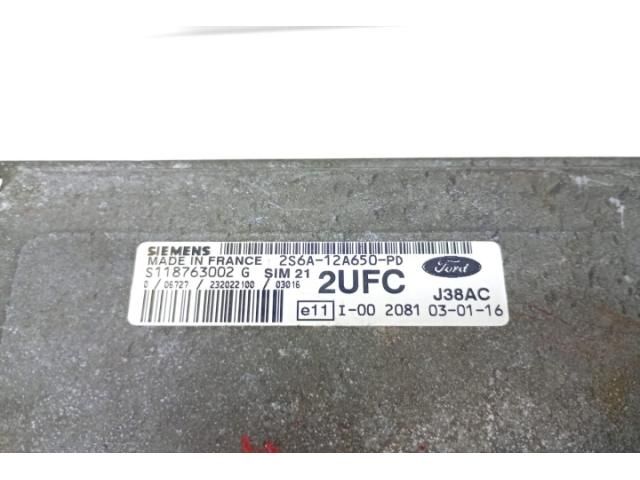 SIEMENS
MADE IN FRANCE : 2S6A-12A650-PD
S118763002 G SIM 21 2UFC Ford
0 / 06727 / 232022100 / 03016 J38AC
e11 I-00 2081 03-01-16